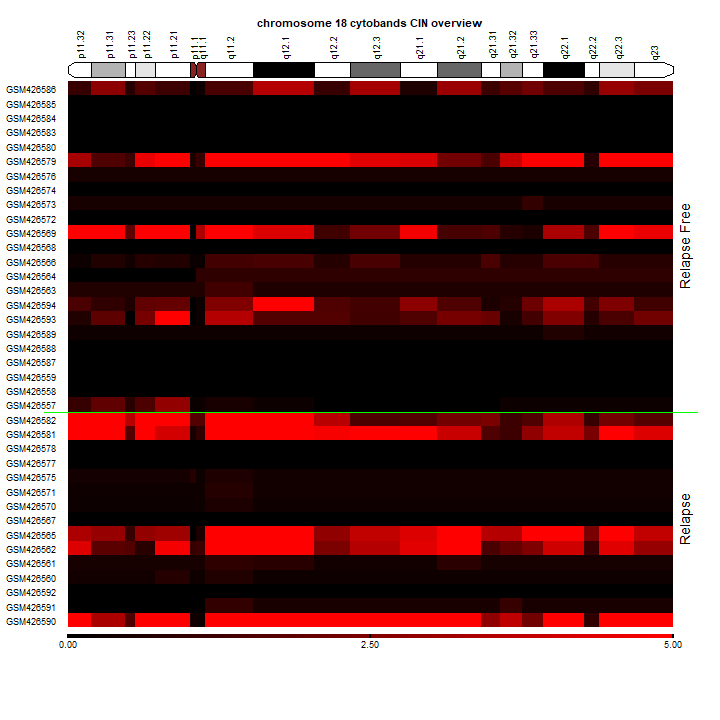 chromosome 18 cytobands CIN overview
p11.32
p11.31
p11.23
p11.22
p11.21
p11.1
q11.1
q11.2
q12.1
q12.2
q12.3
q21.1
q21.2
q21.31
q21.32
q21.33
q22.1
q22.2
q22.3
q23
GSM426586
GSM426585
GSM426584
GSM426583
GSM426580
GSM426579
GSM426576
GSM426574
GSM426573
GSM426572
GSM426569
GSM426568
GSM426566
GSM426564
GSM426563
GSM426594
GSM426593
GSM426589
GSM426588
GSM426587
GSM426559
GSM426558
GSM426557
Relapse Free
GSM426582
GSM426581
GSM426578
GSM426577
GSM426575
GSM426571
GSM426570
GSM426567
GSM426565
GSM426562
GSM426561
GSM426560
GSM426592
GSM426591
GSM426590
Relapse
0.00
2.50
5.00